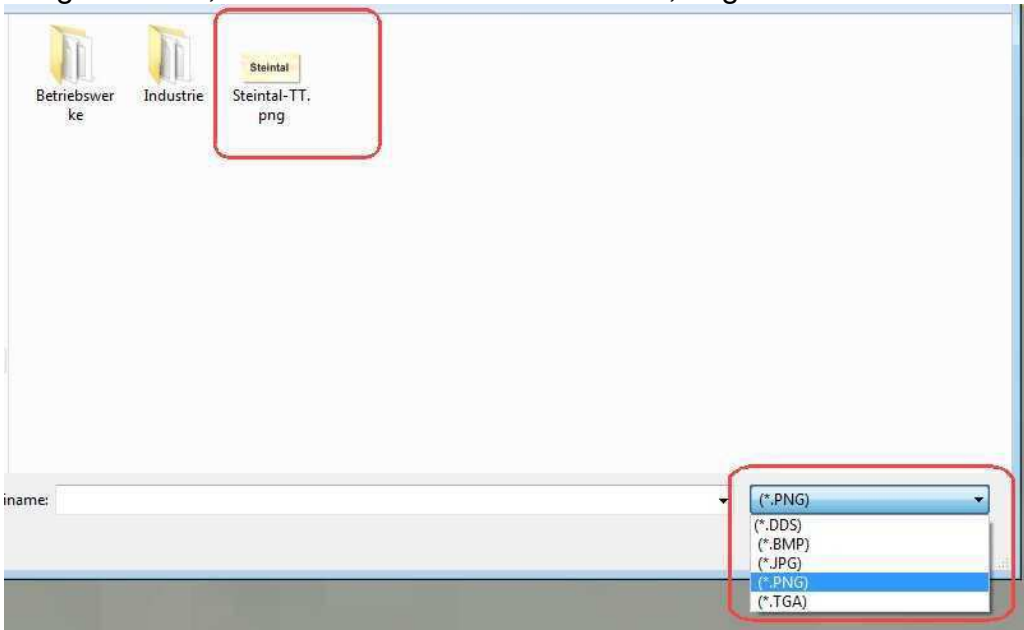 Steintal
Betriebswer
ke
Industrie
Steintal-TT.
png
iname:
(*.PNG)
(*.DDS)
(*.BMP)
(*.JPG)
(*.PNG)
(*.TGA)